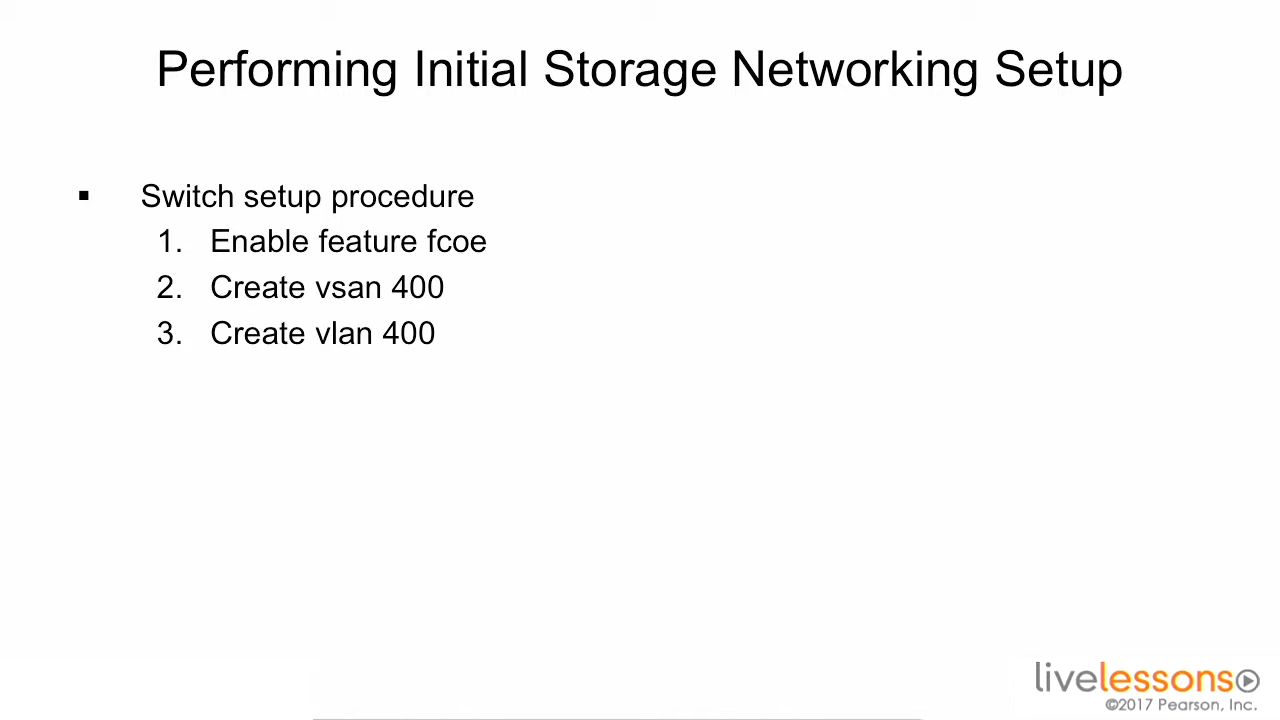 Performing Initial Storage Networking Setup
▪ Switch setup procedure
1. Enable feature fcoe
2. Create vsan 400
3. Create vlan 400
livelessons
©2017 Pearson, Inc.